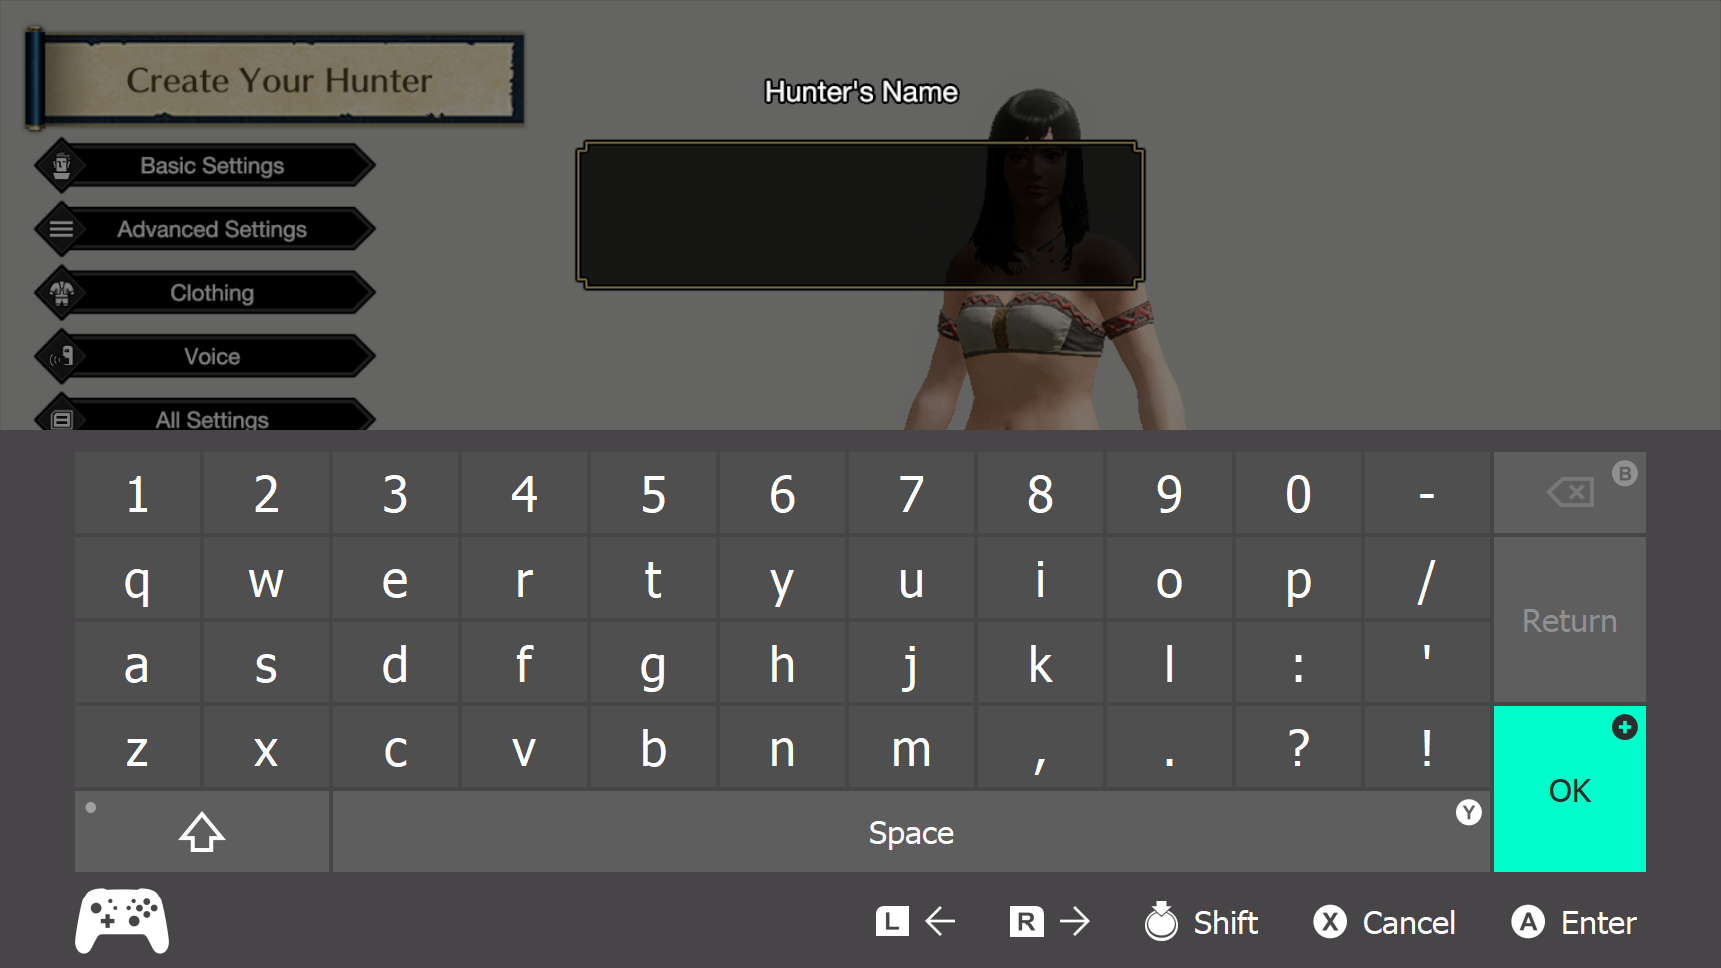 Create Your Hunter
Hunter's Name
Basic Settings
Advanced Settings
Clothing
Voice
All Settings
1 2 3 4 5 6 7 8 9 0 - B
q w e r t y u i o p / Return
a s d f g h j k l : '
z x c v b n m , . ? ! OK
Space Y
L ← R → Shift X Cancel A Enter